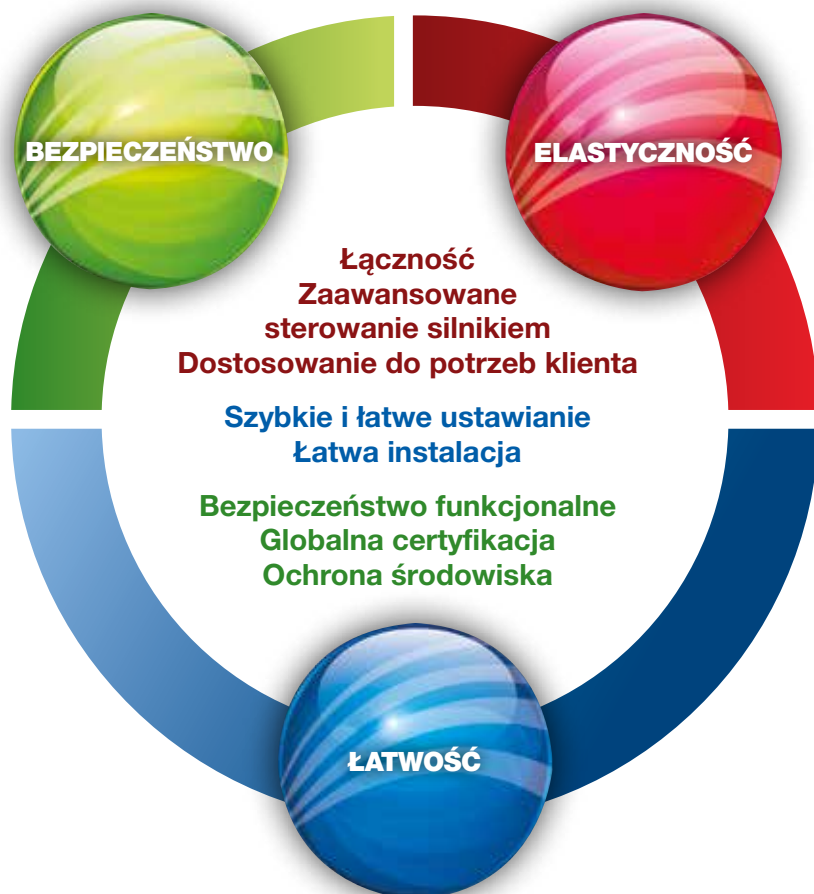 BEZPIECZEŃSTWO
ELASTYCZNOŚĆ
Łączność
Zaawansowane
sterowanie silnikiem
Dostosowanie do potrzeb klienta
Szybkie i łatwe ustawianie
Łatwa instalacja
Bezpieczeństwo funkcjonalne
Globalna certyfikacja
Ochrona środowiska
ŁATWOŚĆ